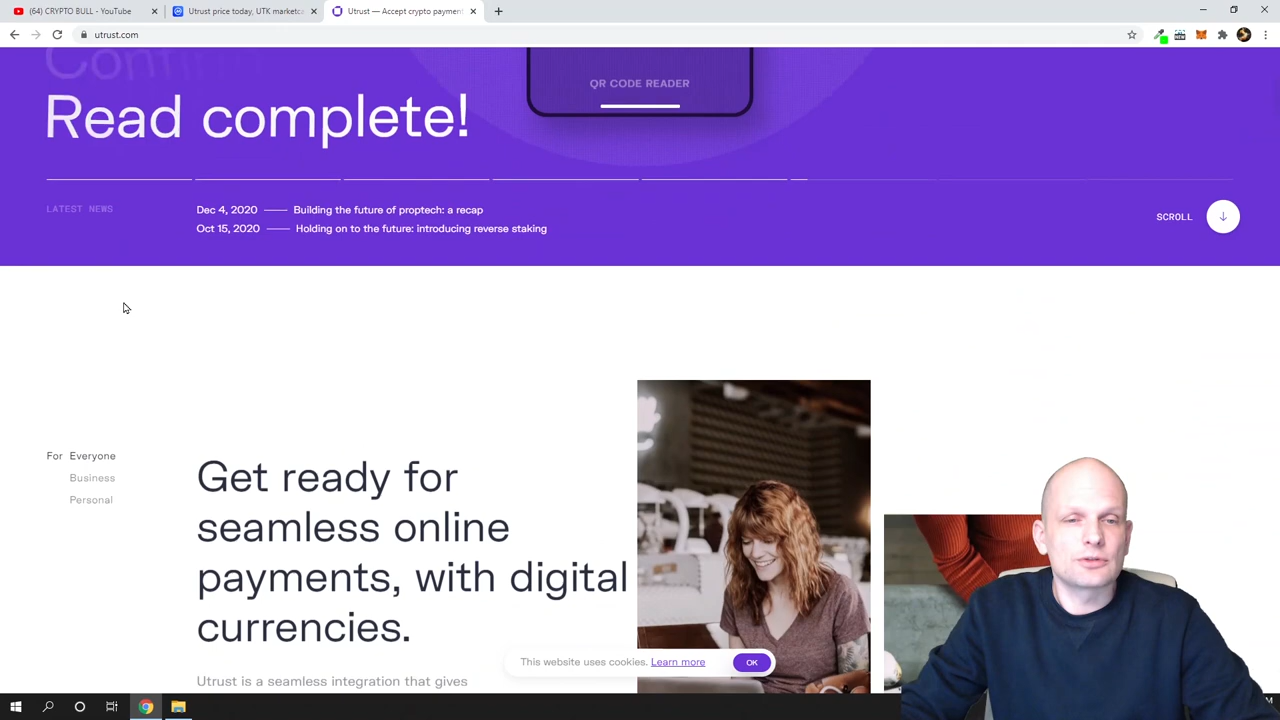 (64) CRYPTO BULL - YouTube
Utrust price today, UTK marketca
Utrust — Accept crypto paymen
utrust.com
QR CODE READER
Read complete!
LATEST NEWS
Dec 4, 2020 —— Building the future of proptech: a recap
Oct 15, 2020 —— Holding on to the future: introducing reverse staking
SCROLL
For Everyone
Business
Personal
Get ready for
seamless online
payments, with digital
currencies.
This website uses cookies. Learn more
OK
Utrust is a seamless integration that gives